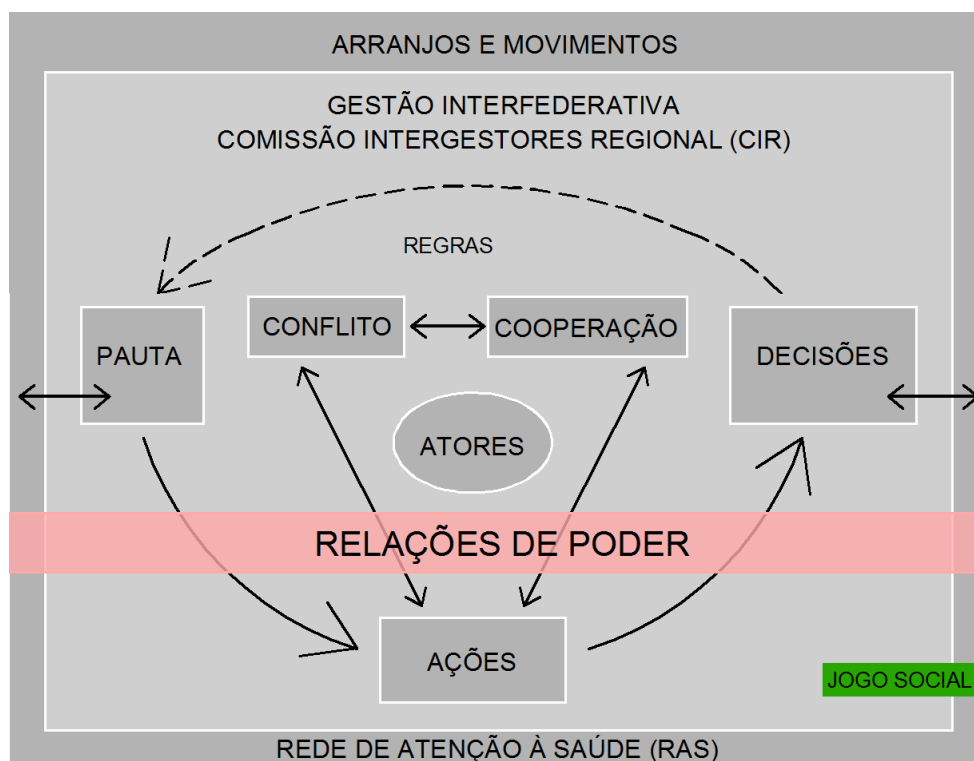 ARRANJOS E MOVIMENTOS
GESTÃO INTERFEDERATIVA
COMISSÃO INTERGESTORES REGIONAL (CIR)
REGRAS
CONFLITO
COOPERAÇÃO
PAUTA
DECISÕES
ATORES
RELAÇÕES DE PODER
AÇÕES
JOGO SOCIAL
REDE DE ATENÇÃO À SAÚDE (RAS)